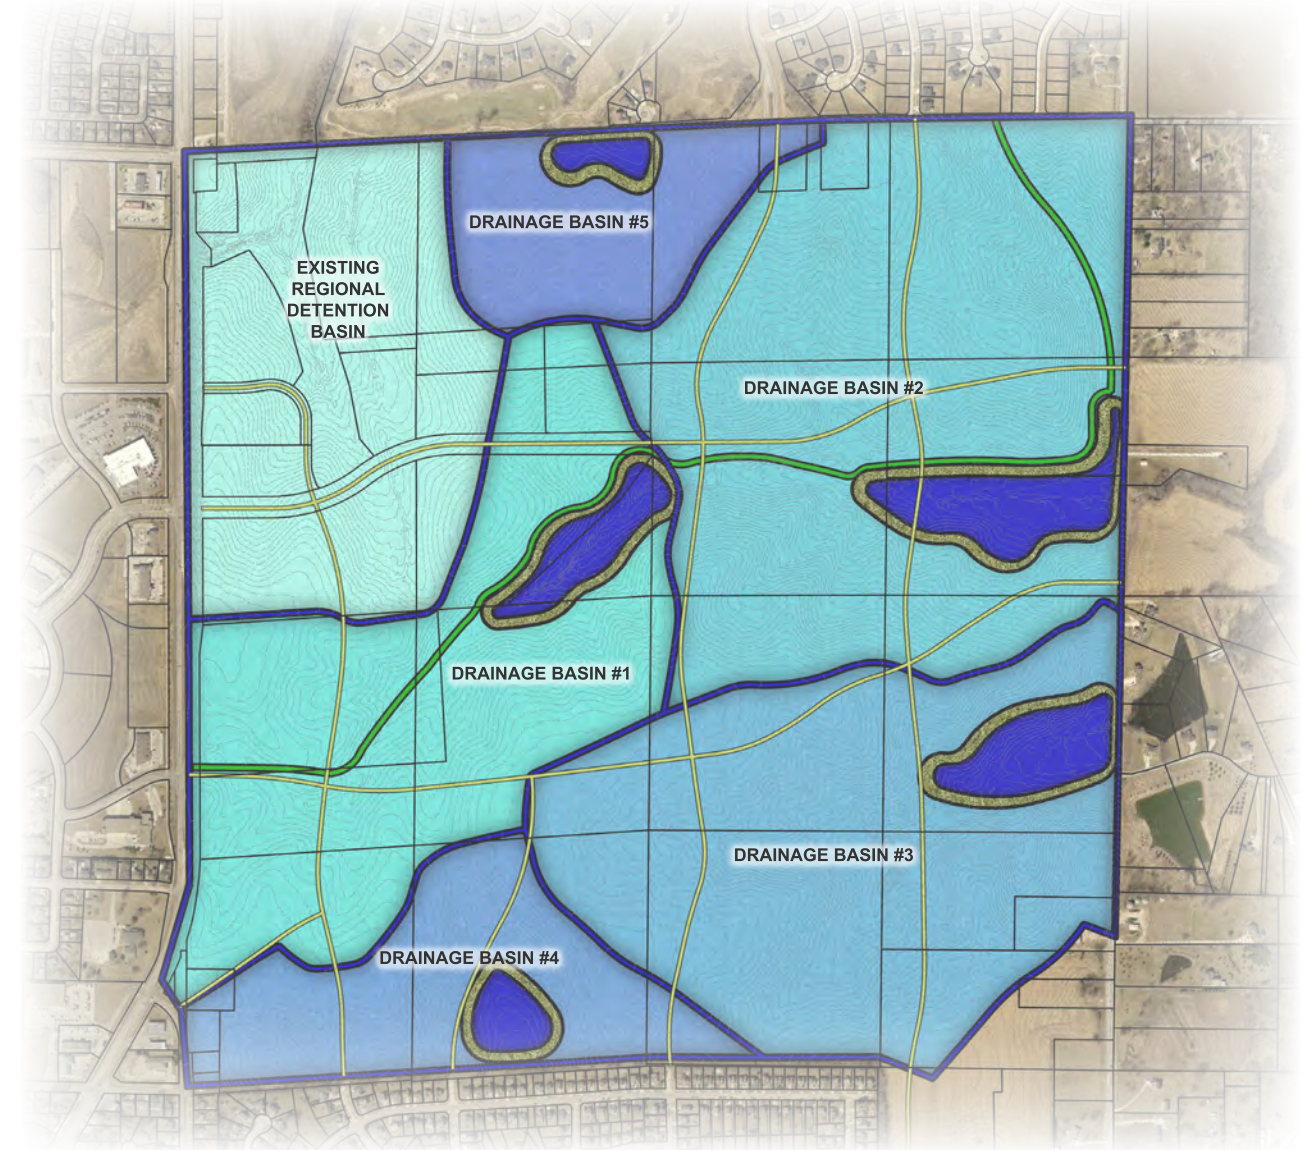 DRAINAGE BASIN #5
EXISTING
REGIONAL
DETENTION
BASIN
DRAINAGE BASIN #2
DRAINAGE BASIN #1
DRAINAGE BASIN #3
DRAINAGE BASIN #4